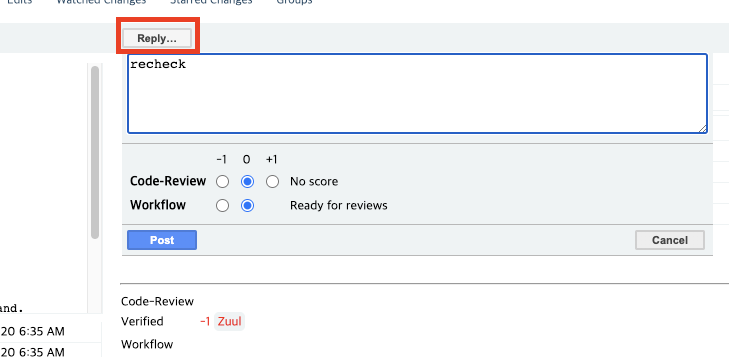 Edits Watched Changes Starred Changes Groups
Reply...
recheck
-1 0 +1
Code-Review No score
Workflow Ready for reviews
Post Cancel
Code-Review
and.
Verified -1 Zuul
20 6:35 AM
Workflow
20 6:35 AM